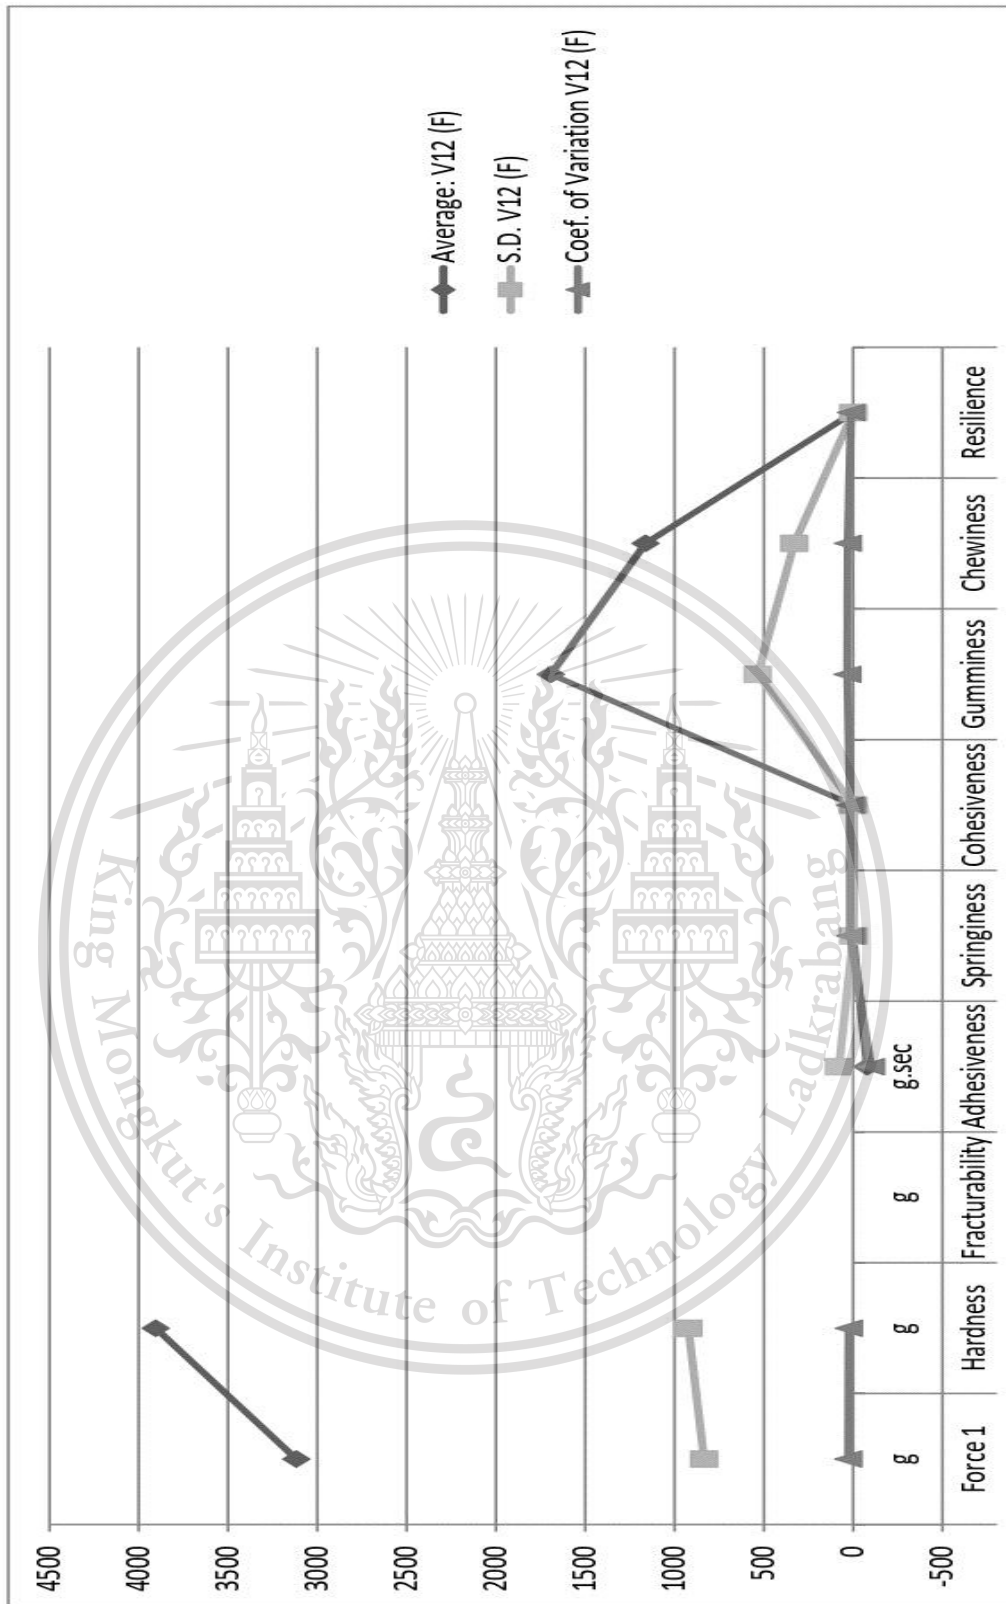 4500
4000
3500
3000
2500
2000
1500
1000
500
0
-500
g
g
g
g.sec
Force 1
Hardness
Fracturability
Adhesiveness
Springiness
Cohesiveness
Gumminess
Chewiness
Resilience
Average: V12 (F)
S.D. V12 (F)
Coef. of Variation V12 (F)
King Mongkut's Institute of Technology Ladkrabang